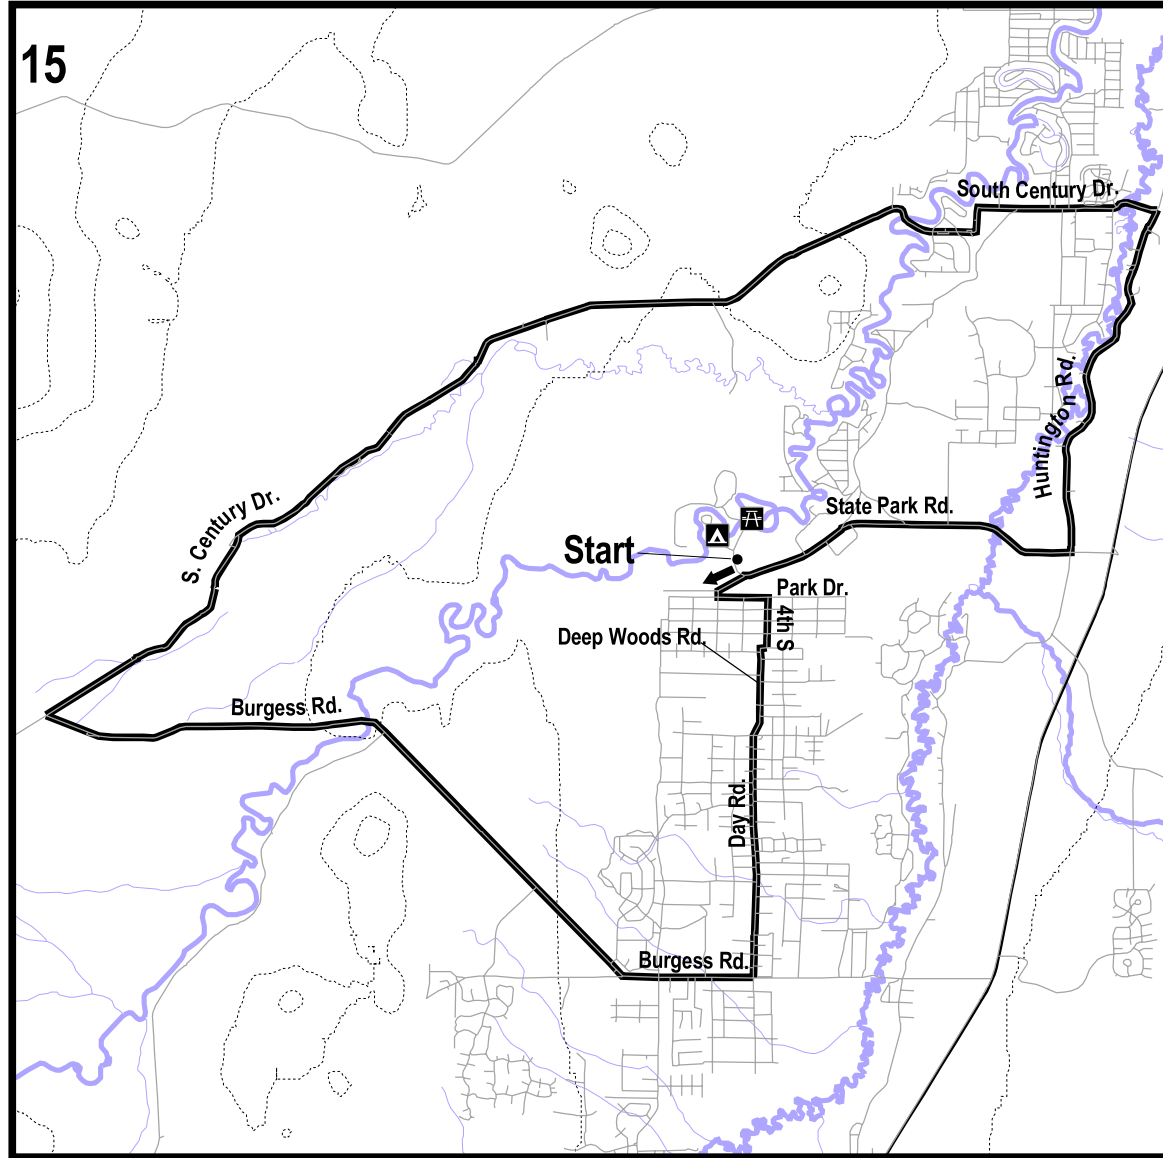 15
South Century Dr.
Huntington Rd.
S. Century Dr.
State Park Rd.
Start
Park Dr.
4th S
Deep Woods Rd.
Burgess Rd.
Day Rd.
Burgess Rd.